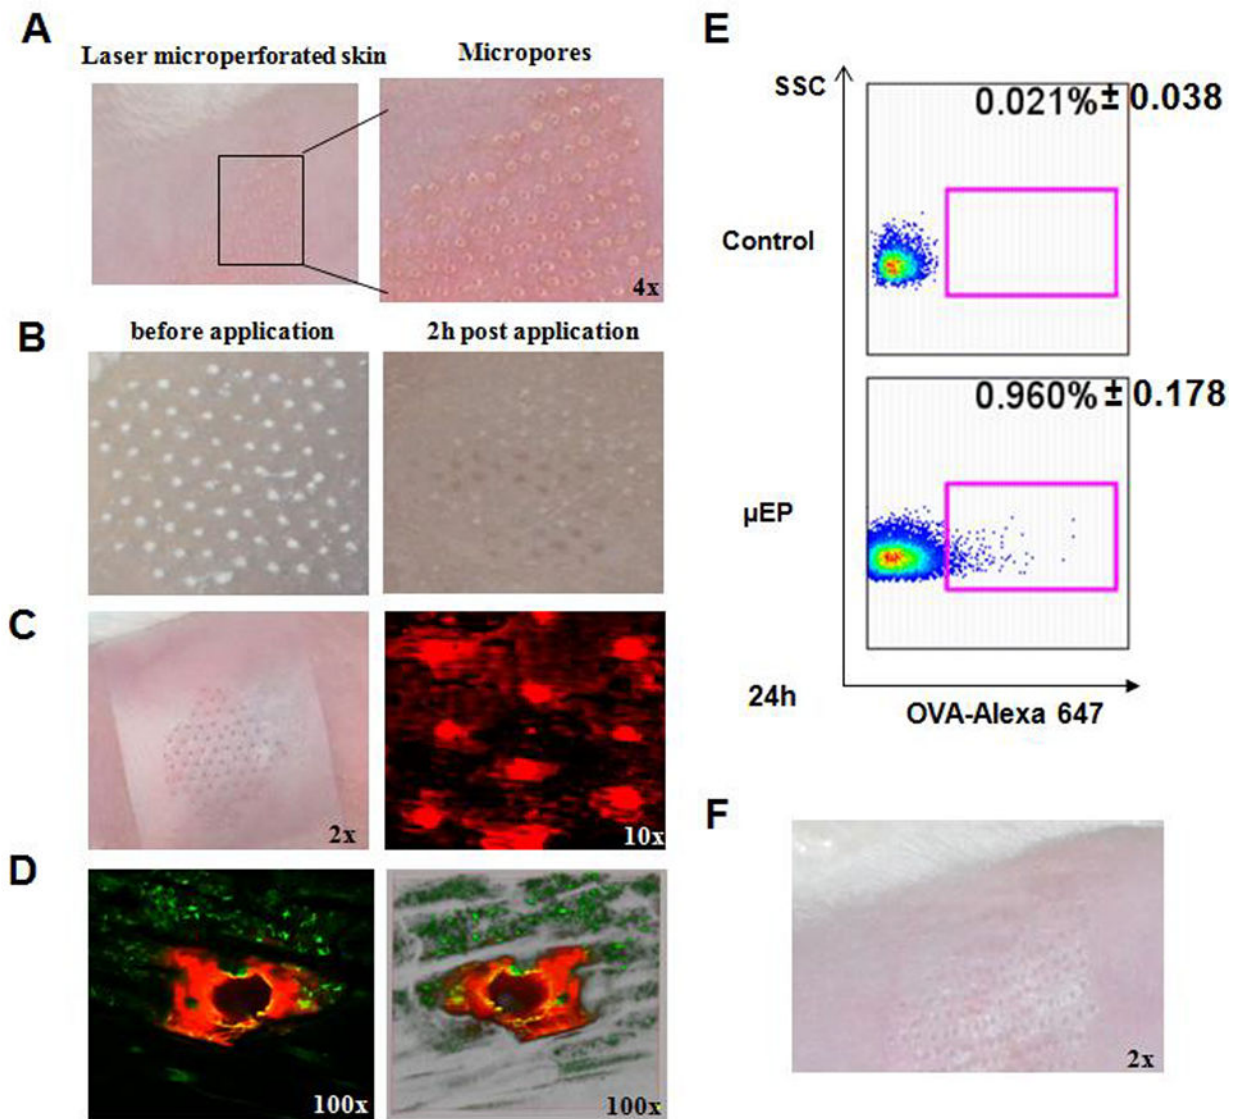 A
Laser microperforated skin
Micropores
4x
B
before application
2h post application
C
2x
10x
D
100x
100x
E
SSC
0.021% ± 0.038
Control
0.960% ± 0.178
µEP
24h
OVA-Alexa 647
F
2x